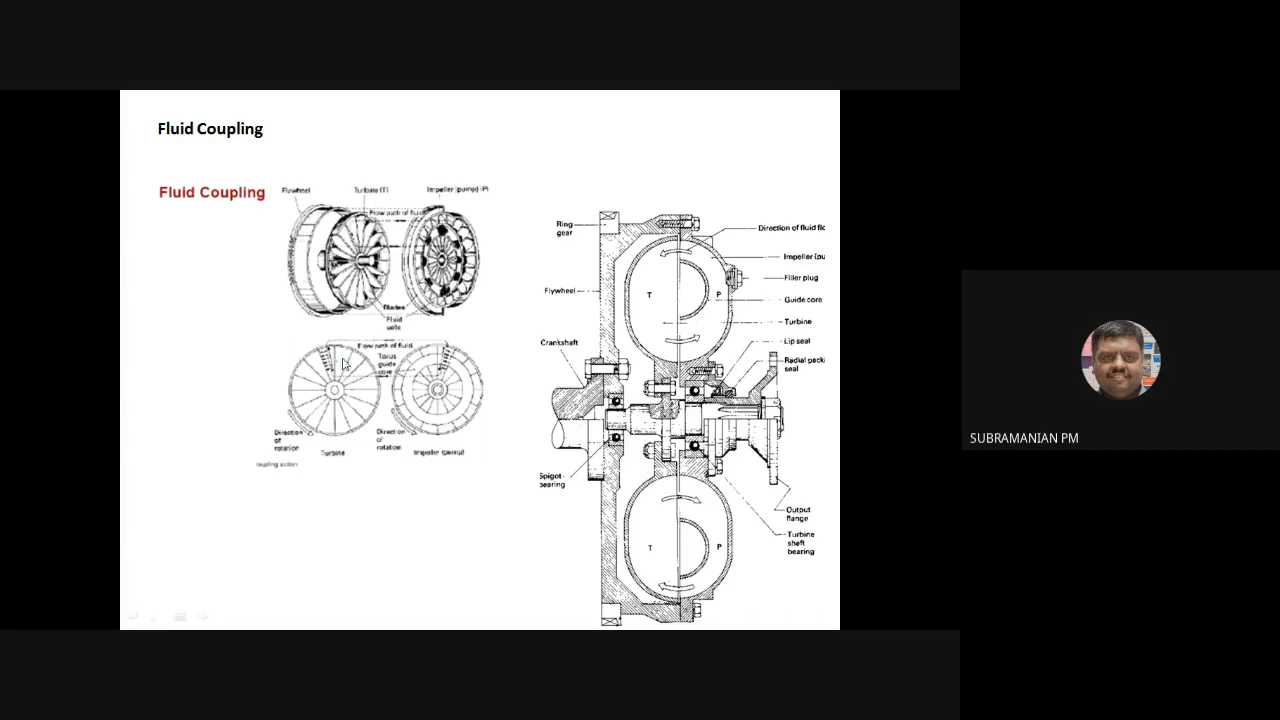 Fluid Coupling
Fluid Coupling
Flywheel
Turbine (T)
Impeller (pump) (P)
Flow path of fluid
Blades
Fluid
cells
Flow path of fluid
Torus
guide
core
Direction
of
rotation
Turbine
Direction
of
rotation
Impeller (pump)
oupling action
Ring
gear
Flywheel
Crankshaft
Spigot
bearing
T
P
T
P
Direction of fluid flo
Impeller (pu
Filler plug
Guide core
Turbine
Lip seal
Radial packi
seal
Output
flange
Turbine
shaft
bearing
SUBRAMANIAN PM